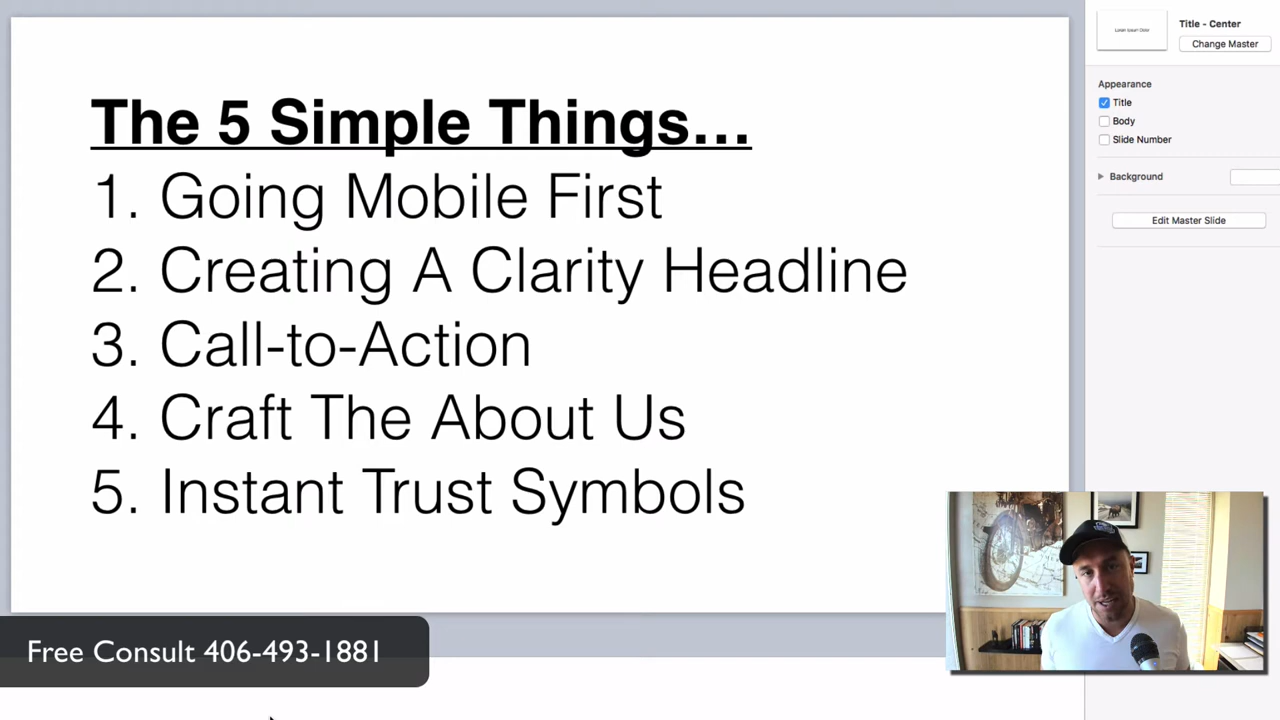 The 5 Simple Things...
1. Going Mobile First
2. Creating A Clarity Headline
3. Call-to-Action
4. Craft The About Us
5. Instant Trust Symbols
Free Consult 406-493-1881
Title - Center
Change Master
Appearance
Title
Body
Slide Number
Background
Edit Master Slide